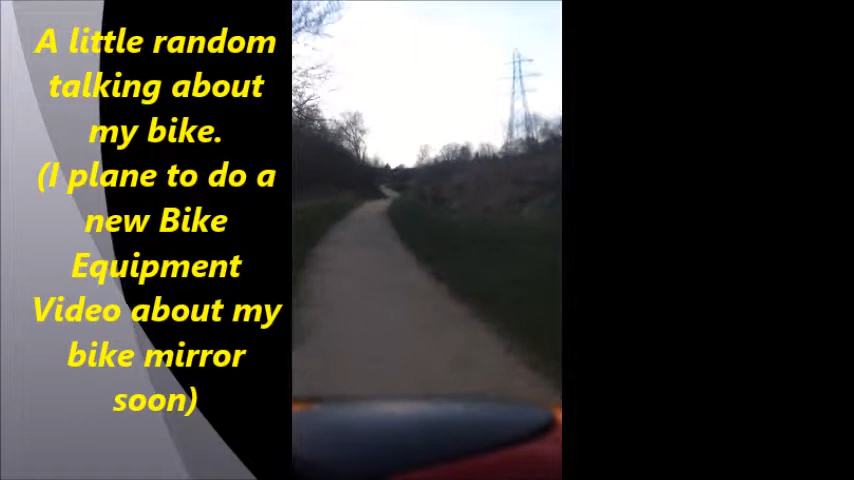 A little random
talking about
my bike.
(I plane to do a
new Bike
Equipment
Video about my
bike mirror
soon)